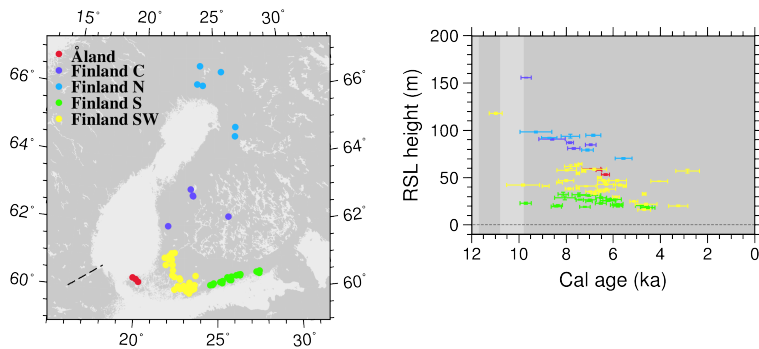 15° 20° 25° 30°
Åland
Finland C
Finland N
Finland S
Finland SW
66° 66°
64° 64°
62° 62°
60° 60°
20° 25° 30°
200
150
100
50
0
RSL height (m)
12 10 8 6 4 2 0
Cal age (ka)